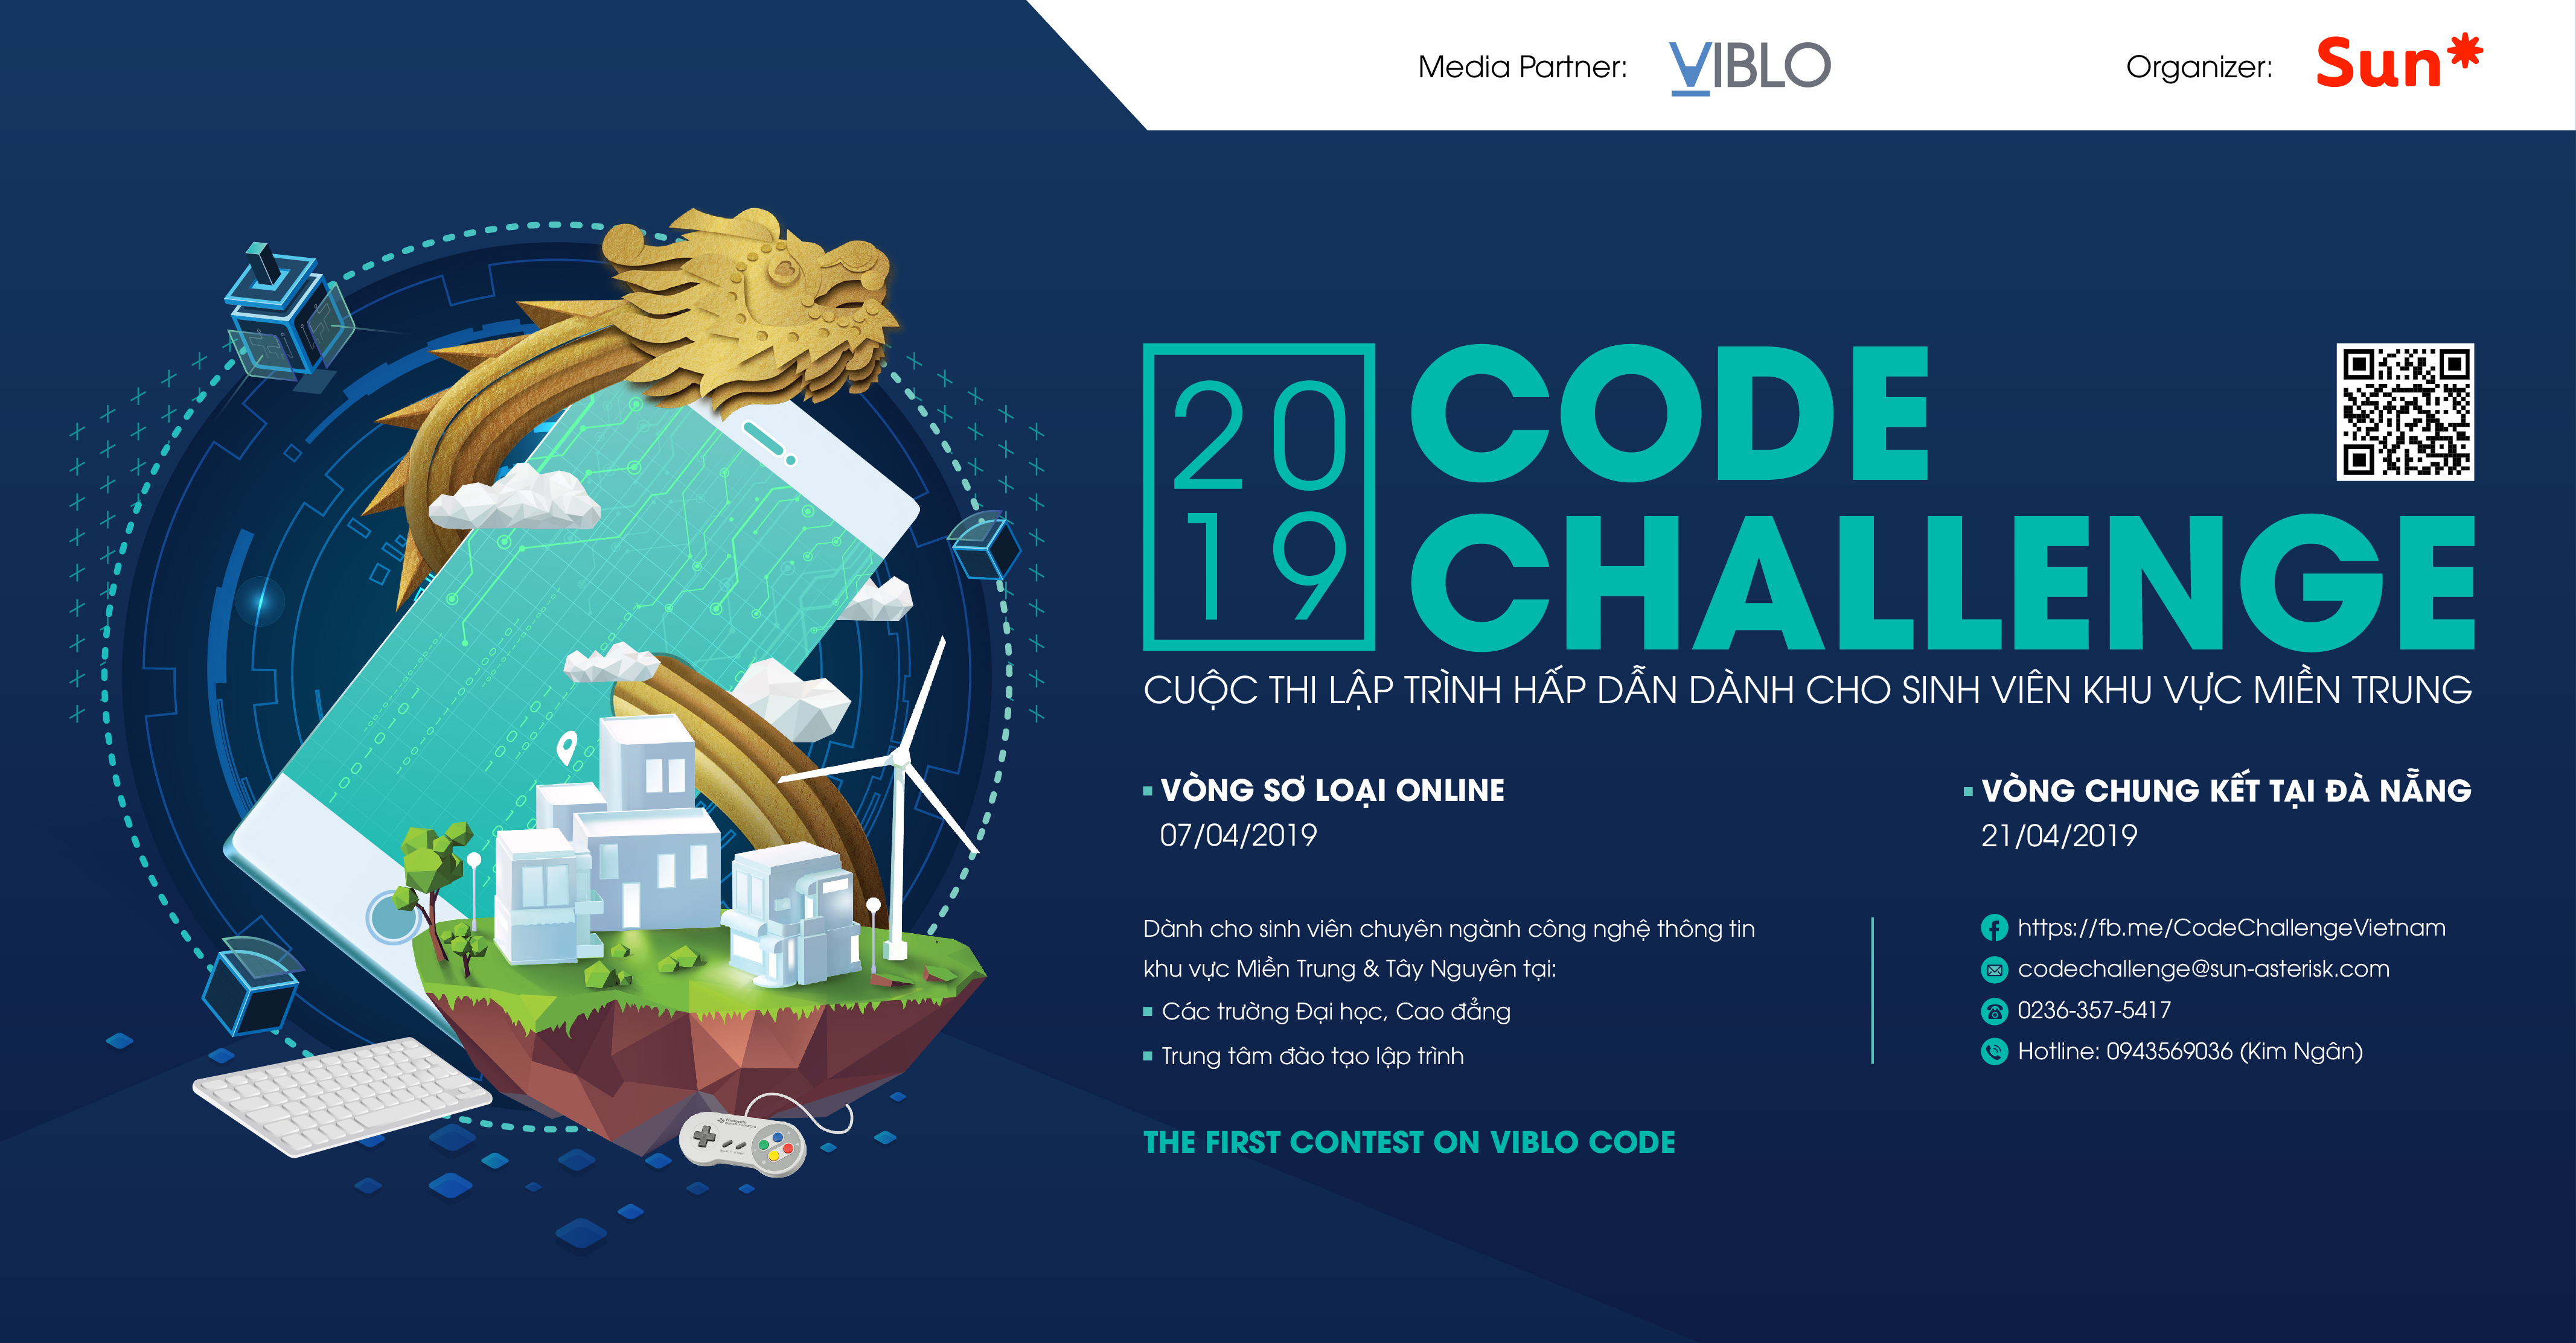 Media Partner: VIBLO
Organizer: Sun*
20
19
CODE
CHALLENGE
CUỘC THI LẬP TRÌNH HẤP DẪN DÀNH CHO SINH VIÊN KHU VỰC MIỀN TRUNG
VÒNG SƠ LOẠI ONLINE
07/04/2019
VÒNG CHUNG KẾT TẠI ĐÀ NẴNG
21/04/2019
Dành cho sinh viên chuyên ngành công nghệ thông tin
khu vực Miền Trung & Tây Nguyên tại:
Các trường Đại học, Cao đẳng
Trung tâm đào tạo lập trình
https://fb.me/CodeChallengeVietnam
codechallenge@sun-asterisk.com
0236-357-5417
Hotline: 0943569036 (Kim Ngân)
THE FIRST CONTEST ON VIBLO CODE